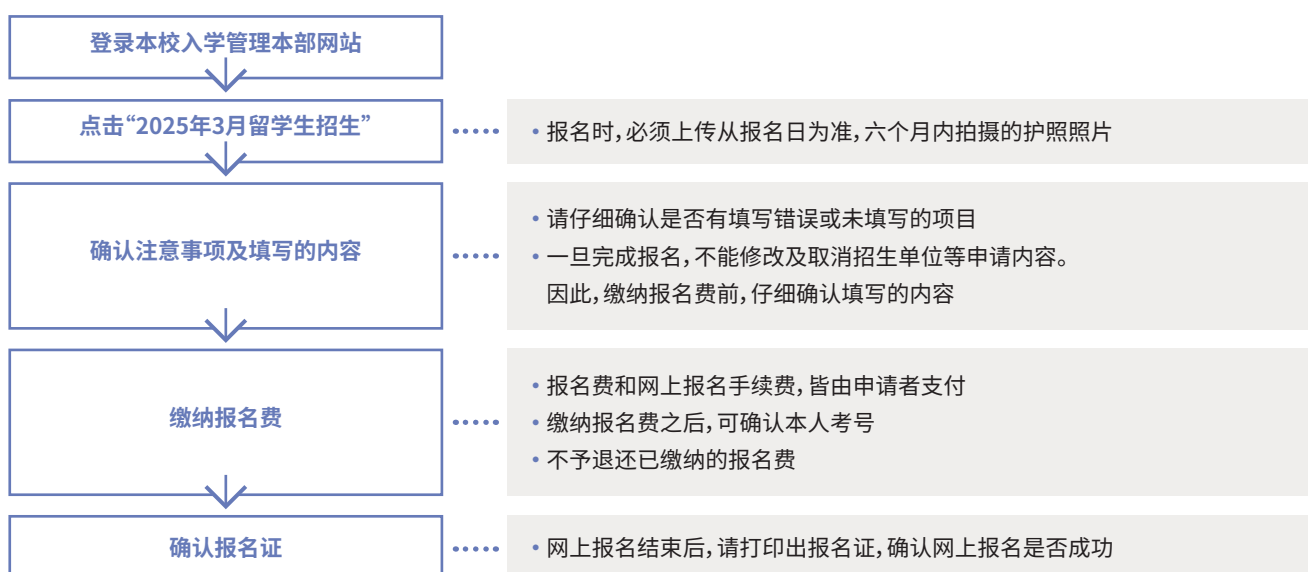 登录本校入学管理本部网站
点击“2025年3月留学生招生”
• 报名时，必须上传从报名日为准，六个月内拍摄的护照照片
确认注意事项及填写的内容
• 请仔细确认是否有填写错误或未填写的项目
• 一旦完成报名，不能修改及取消招生单位等申请内容。
因此，缴纳报名费前，仔细确认填写的内容
缴纳报名费
• 报名费和网上报名手续费，皆由申请者支付
• 缴纳报名费之后，可确认本人考号
• 不予退还已缴纳的报名费
确认报名证
• 网上报名结束后，请打印出报名证，确认网上报名是否成功